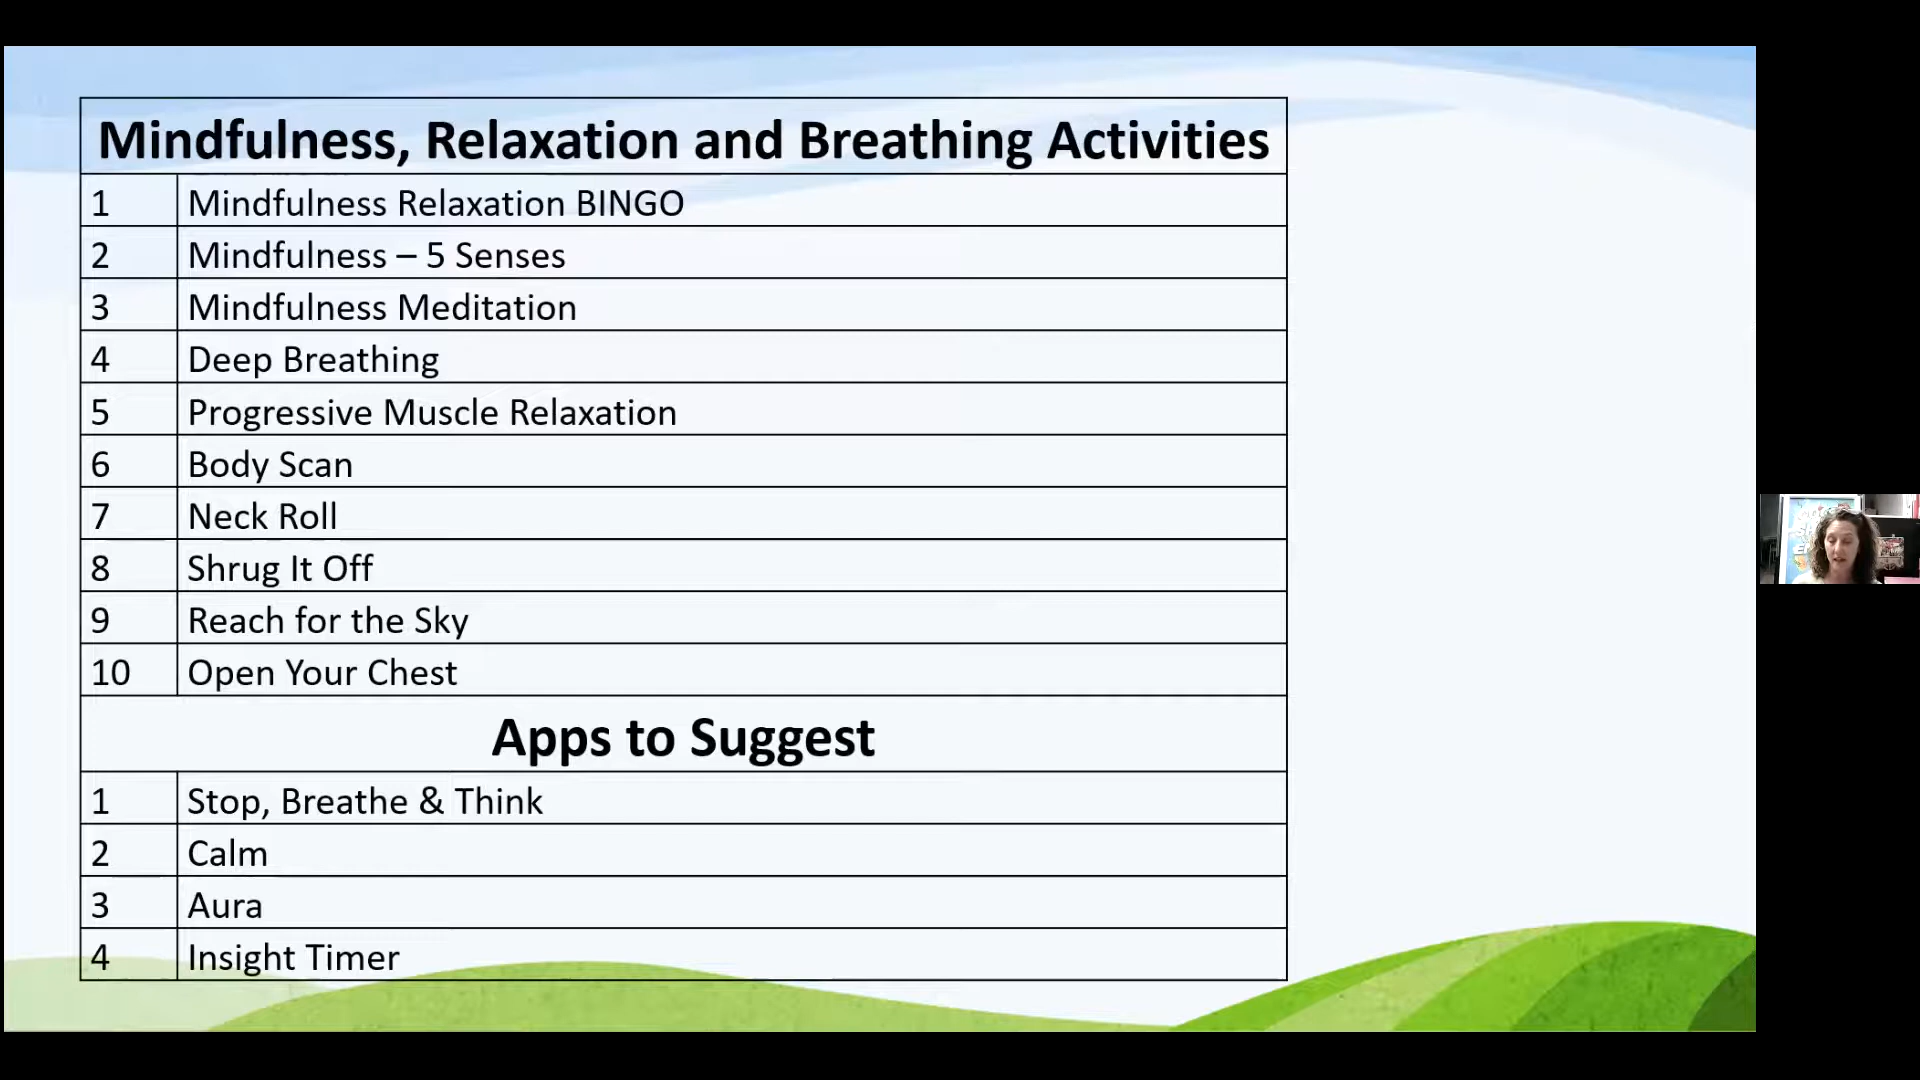 Mindfulness, Relaxation and Breathing Activities
1 Mindfulness Relaxation BINGO
2 Mindfulness – 5 Senses
3 Mindfulness Meditation
4 Deep Breathing
5 Progressive Muscle Relaxation
6 Body Scan
7 Neck Roll
8 Shrug It Off
9 Reach for the Sky
10 Open Your Chest
Apps to Suggest
1 Stop, Breathe & Think
2 Calm
3 Aura
4 Insight Timer